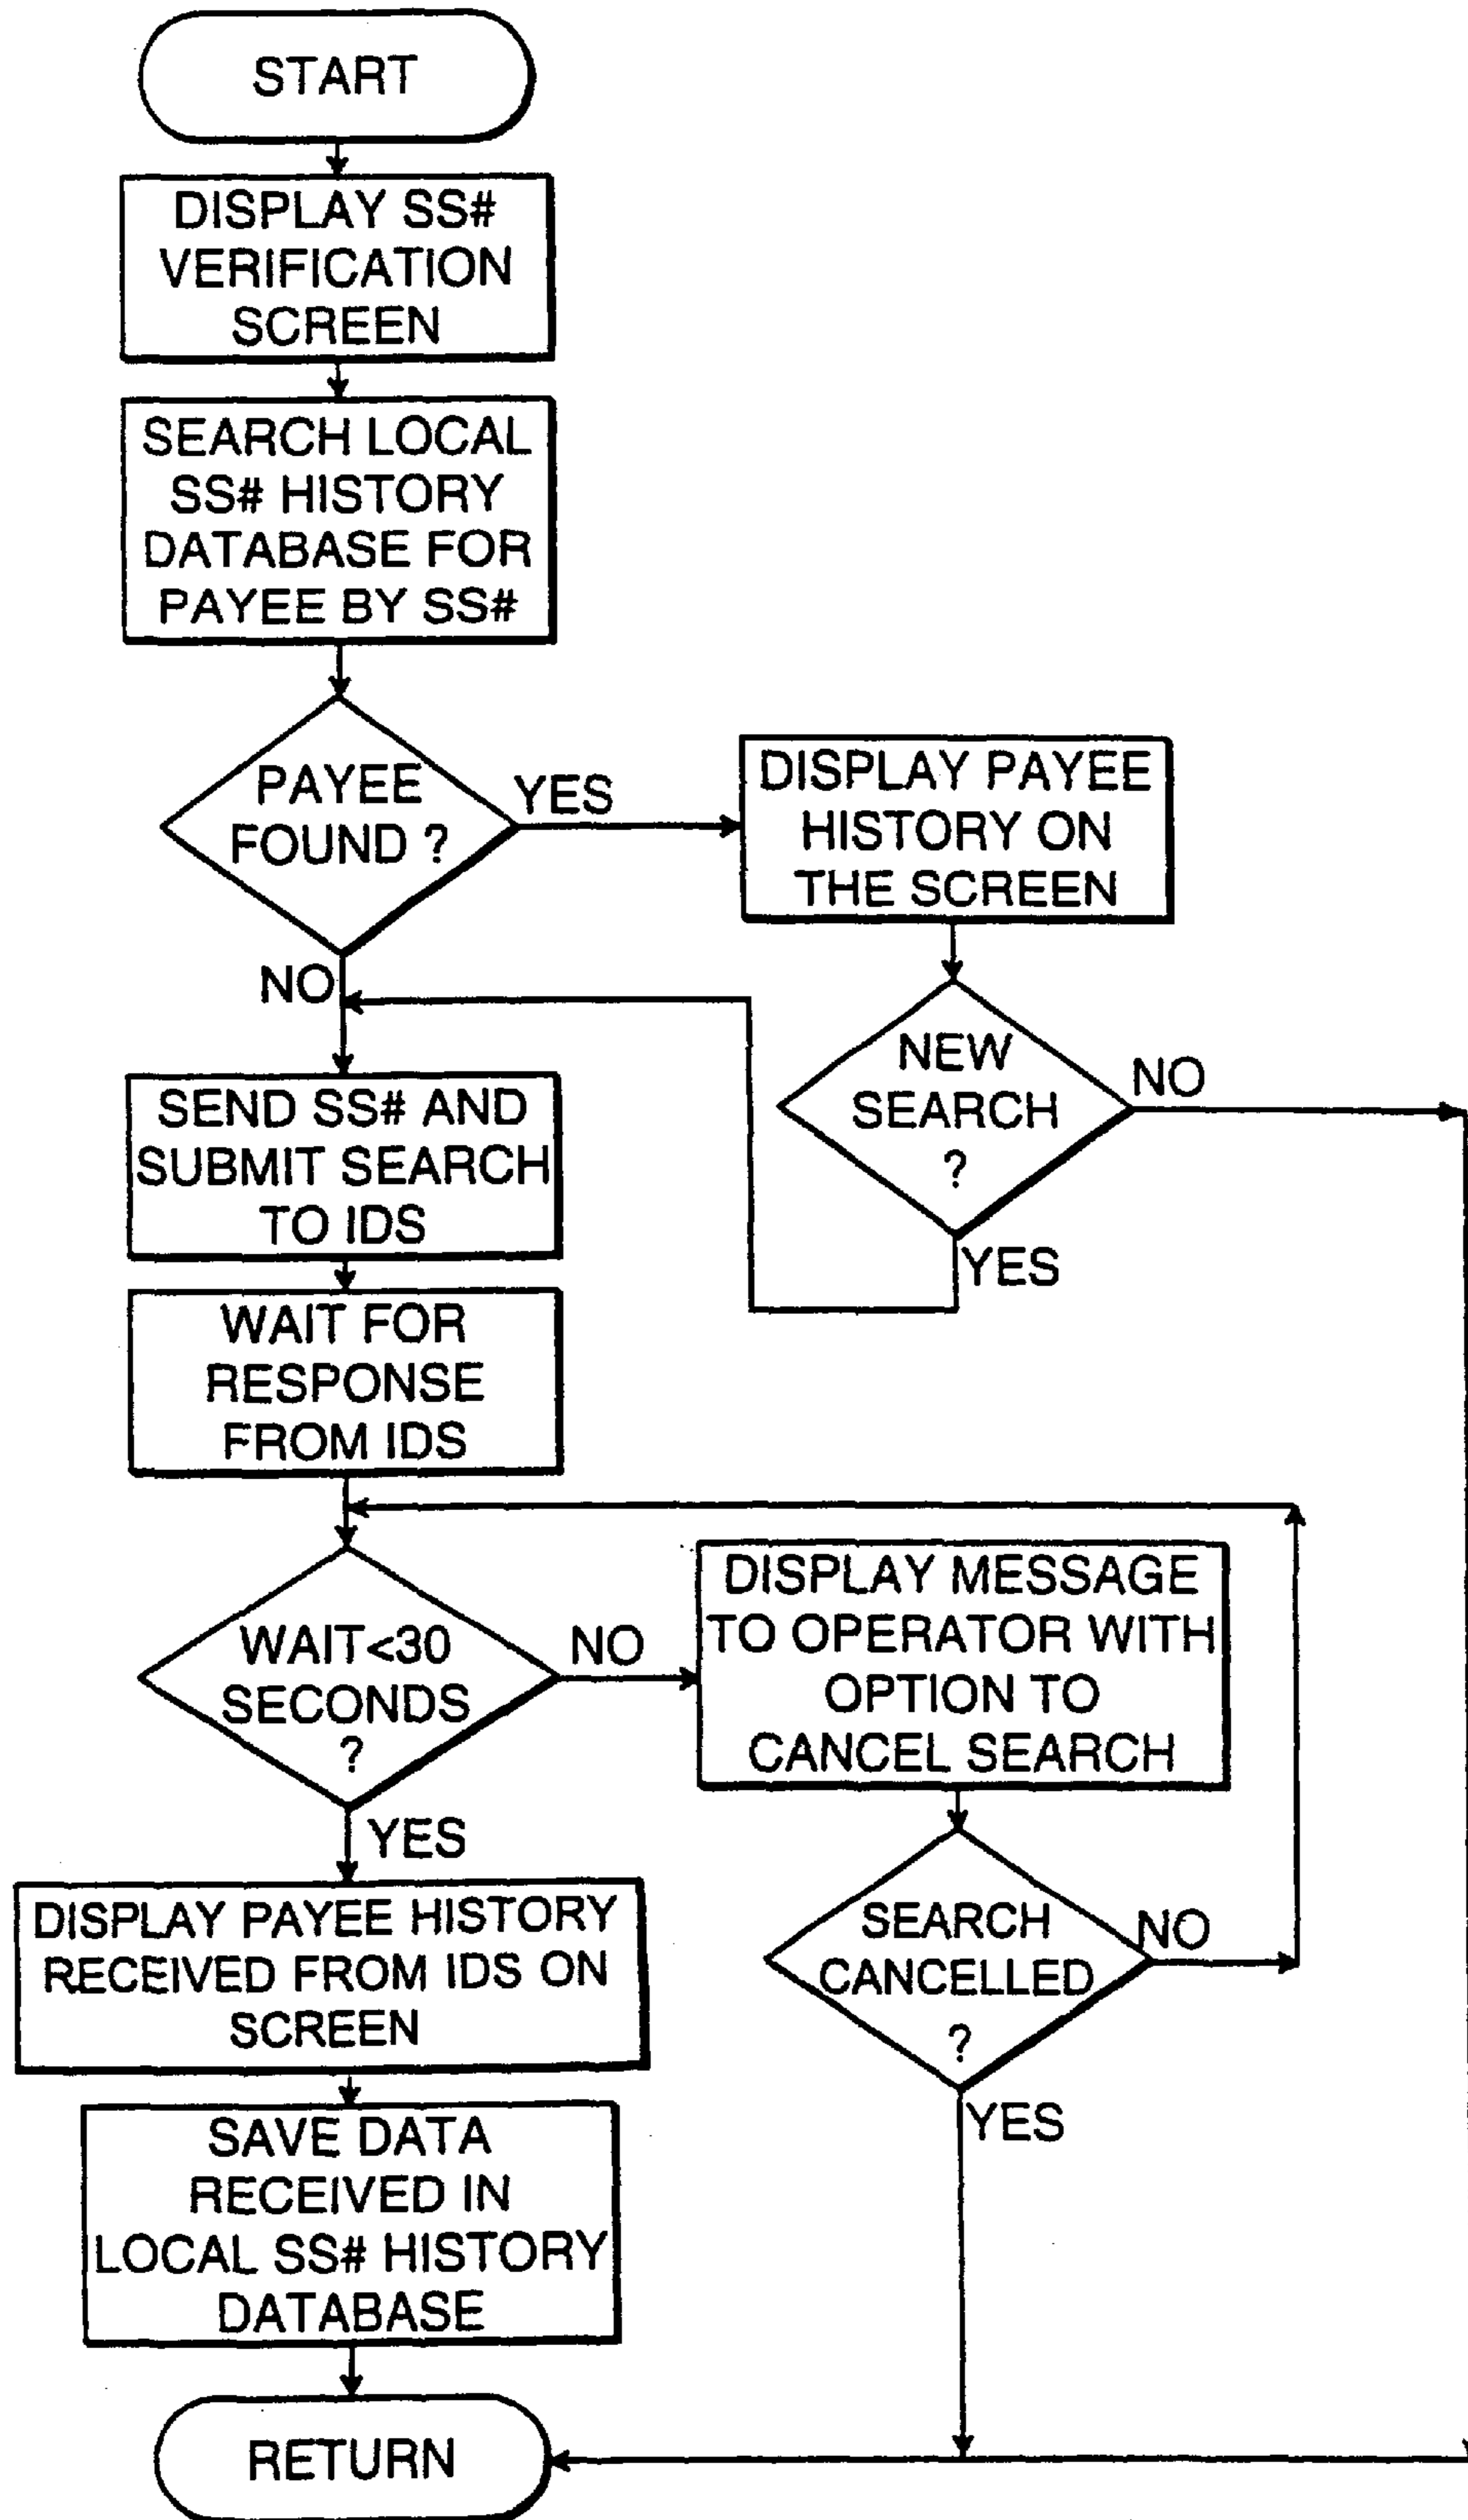 START
DISPLAY SS#
VERIFICATION
SCREEN
SEARCH LOCAL
SS# HISTORY
DATABASE FOR
PAYEE BY SS#
PAYEE
FOUND ?
YES
DISPLAY PAYEE
HISTORY ON
THE SCREEN
NO
NEW
SEARCH
?
NO
YES
SEND SS# AND
SUBMIT SEARCH
TO IDS
WAIT FOR
RESPONSE
FROM IDS
WAIT<30
SECONDS
?
NO
DISPLAY MESSAGE
TO OPERATOR WITH
OPTION TO
CANCEL SEARCH
YES
SEARCH
CANCELLED
?
NO
YES
DISPLAY PAYEE HISTORY
RECEIVED FROM IDS ON
SCREEN
SAVE DATA
RECEIVED IN
LOCAL SS# HISTORY
DATABASE
RETURN